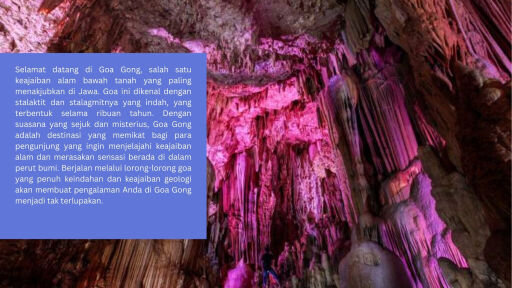 Selamat datang di Goa Gong, salah satu
keajaiban alam bawah tanah yang paling
menakjubkan di Jawa. Goa ini dikenal dengan
stalaktit dan stalagmitnya yang indah, yang
terbentuk selama ribuan tahun. Dengan
suasana yang sejuk dan misterius, Goa Gong
adalah destinasi yang memikat bagi para
pengunjung yang ingin menjelajahi keajaiban
alam dan merasakan sensasi berada di dalam
perut bumi. Berjalan melalui lorong-lorong goa
yang penuh keindahan dan keajaiban geologi
akan membuat pengalaman Anda di Goa Gong
menjadi tak terlupakan.